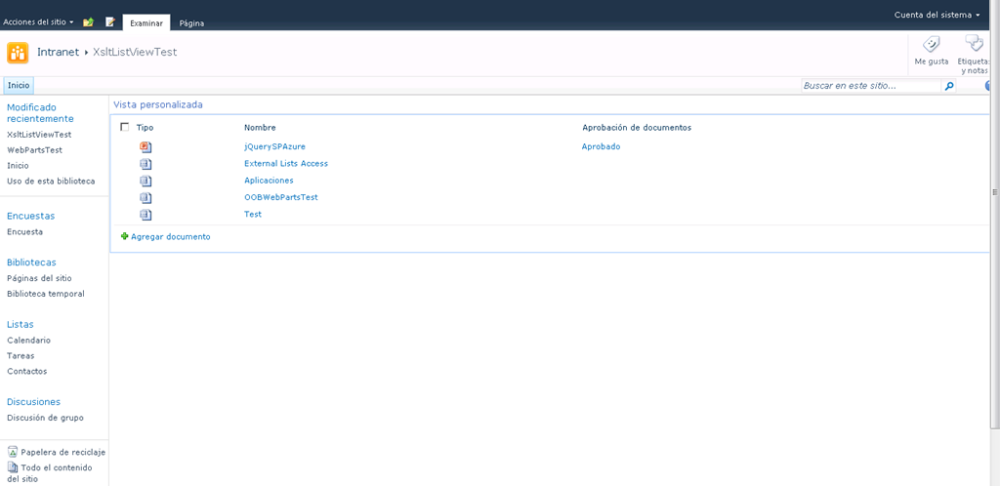 Acciones del sitio
Examinar
Página
Cuenta del sistema
Intranet
XsltListViewTest
Me gusta
Etiquetas
y notas
Inicio
Buscar en este sitio...
Modificado
recientemente
XsltListViewTest
WebPartsTest
Inicio
Uso de esta biblioteca
Encuestas
Encuesta
Bibliotecas
Páginas del sitio
Biblioteca temporal
Listas
Calendario
Tareas
Contactos
Discusiones
Discusión de grupo
Papelera de reciclaje
Todo el contenido
del sitio
Vista personalizada
Tipo Nombre Aprobación de documentos
jQuerySPAzure Aprobado
External Lists Access
Aplicaciones
OOBWebPartsTest
Test
Agregar documento